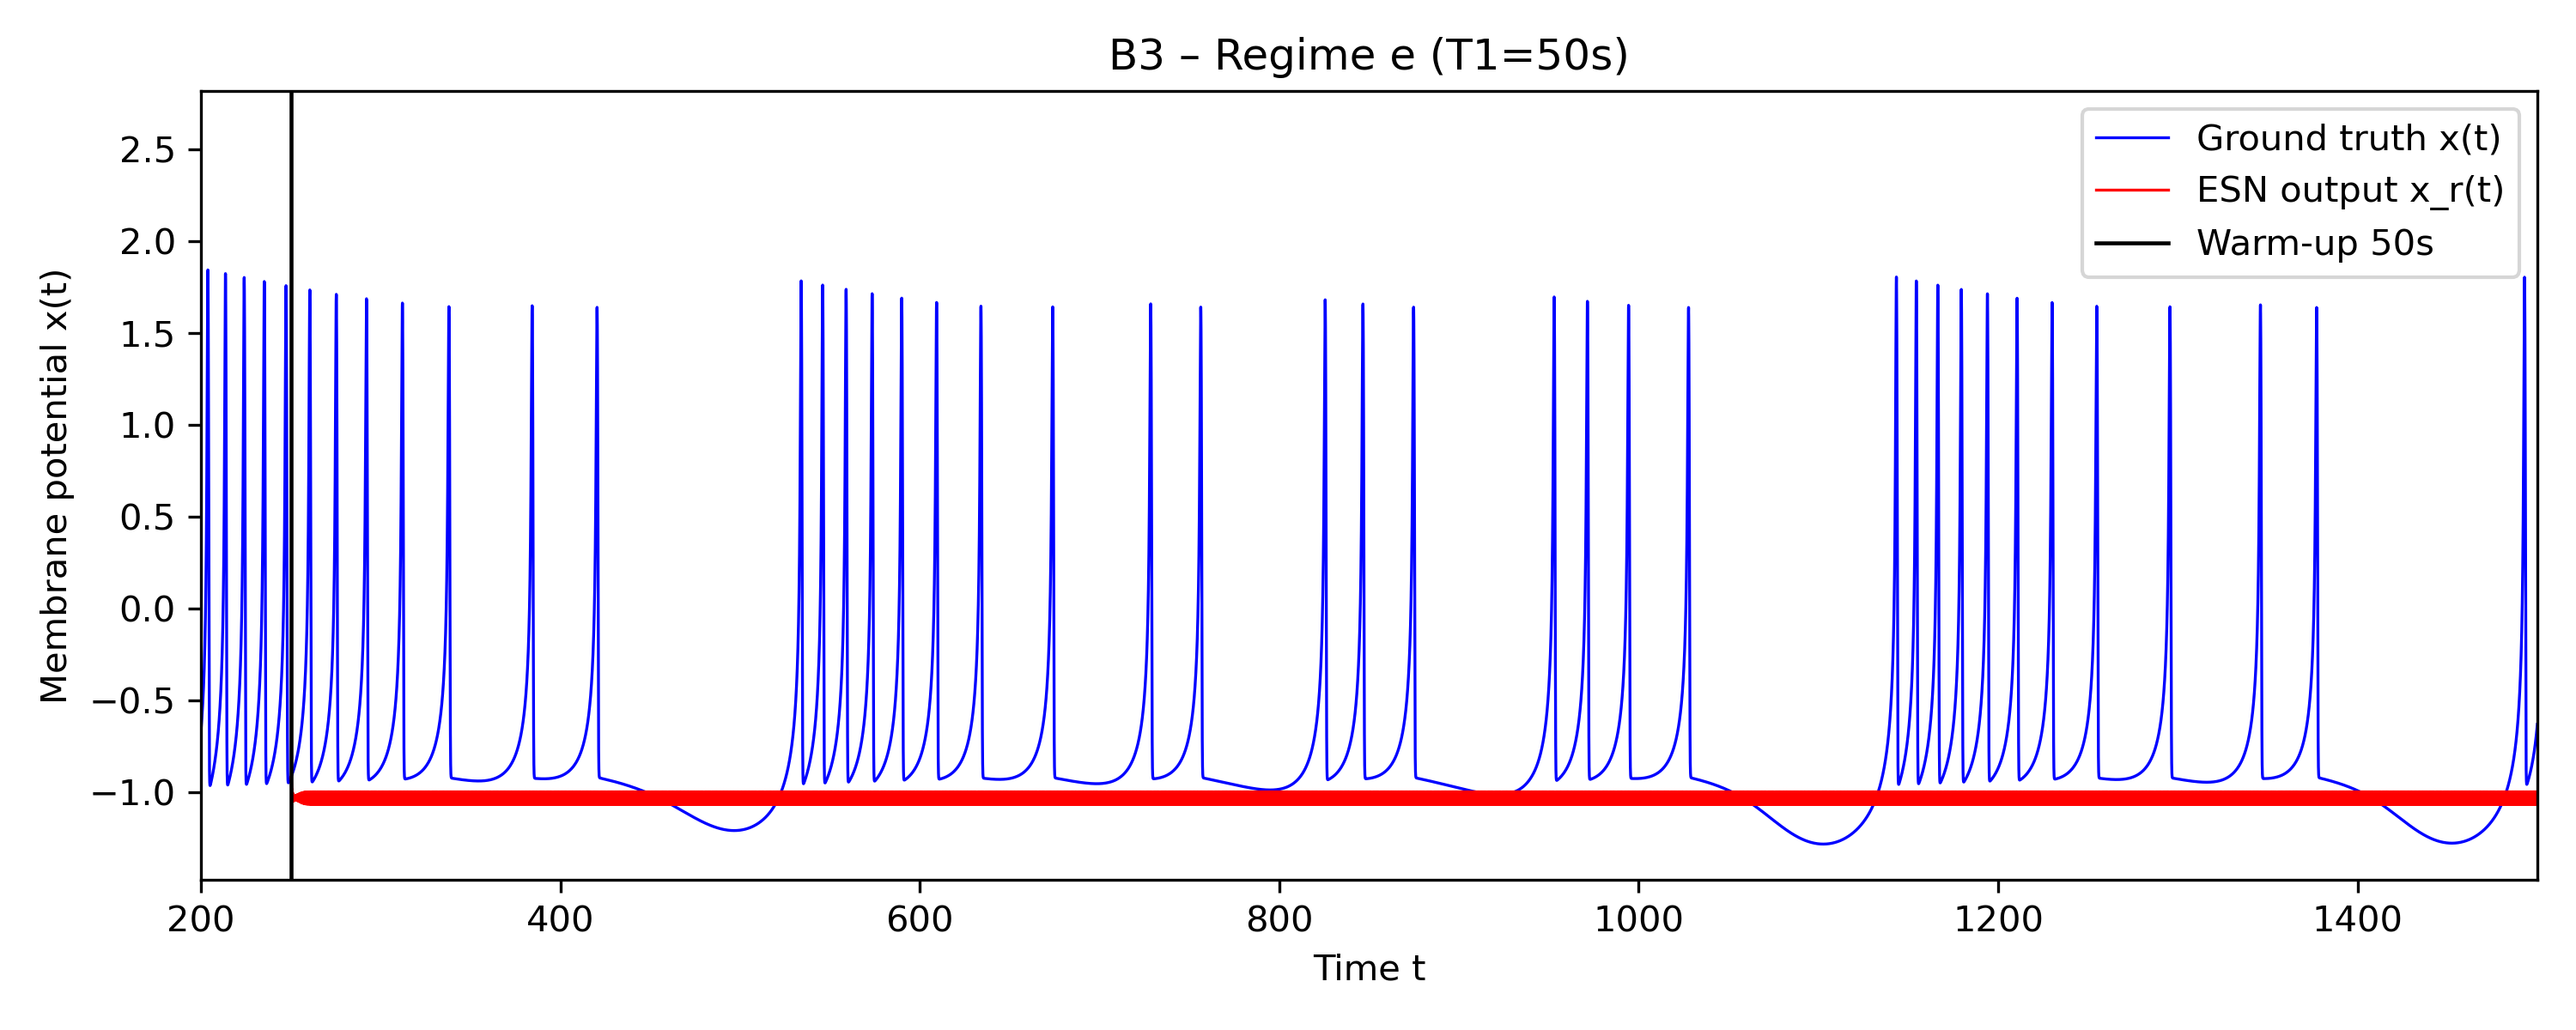 B3 – Regime e (T1=50s)
Ground truth x(t)
ESN output x_r(t)
Warm-up 50s
Membrane potential x(t)
2.5
2.0
1.5
1.0
0.5
0.0
−0.5
−1.0
200 400 600 800 1000 1200 1400
Time t